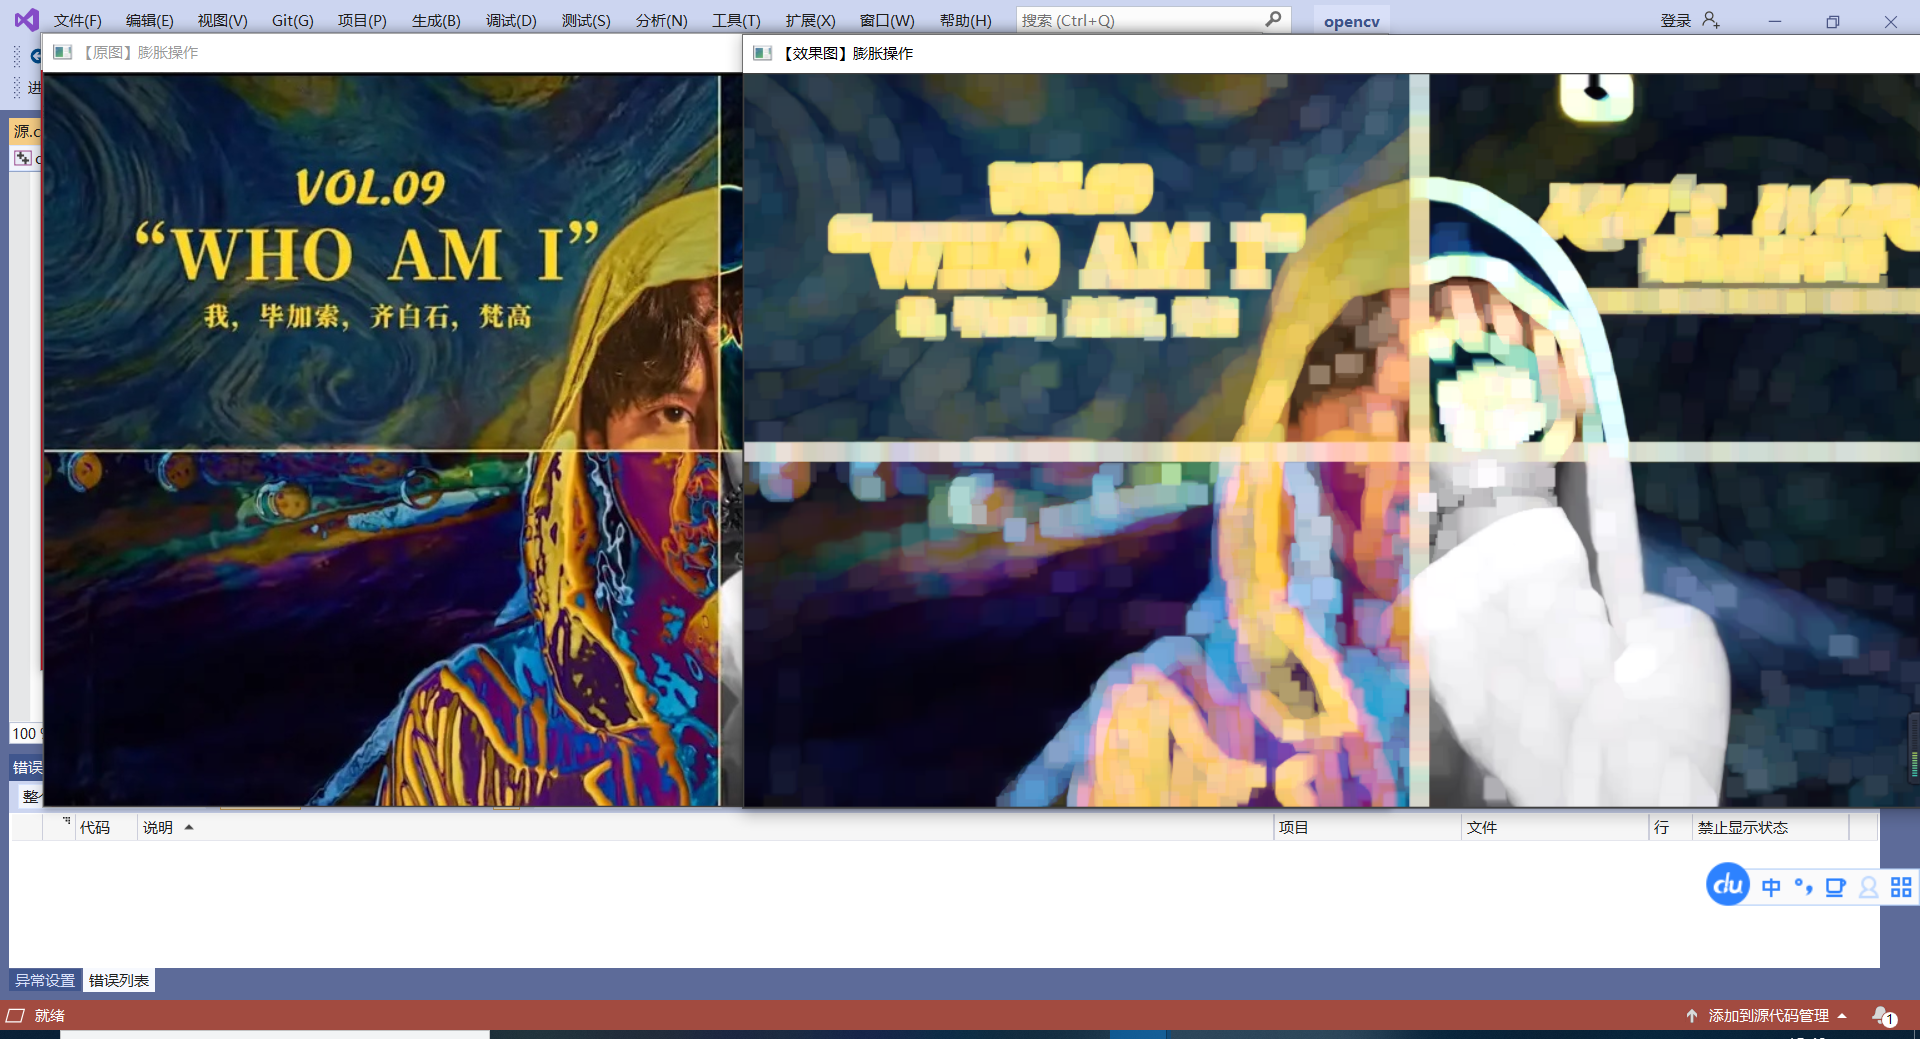 文件(F) 编辑(E) 视图(V) Git(G) 项目(P) 生成(B) 调试(D) 测试(S) 分析(N) 工具(T) 扩展(X) 窗口(W) 帮助(H) 搜索 (Ctrl+Q) opencv 登录
【原图】膨胀操作
【效果图】膨胀操作
进
源.c
VOL.09
“WHO AM I”
我，毕加索，齐白石，梵高
100 %
错误
整个
代码 说明 项目 文件 行 禁止显示状态
du 中
异常设置 错误列表
就绪 添加到源代码管理 1